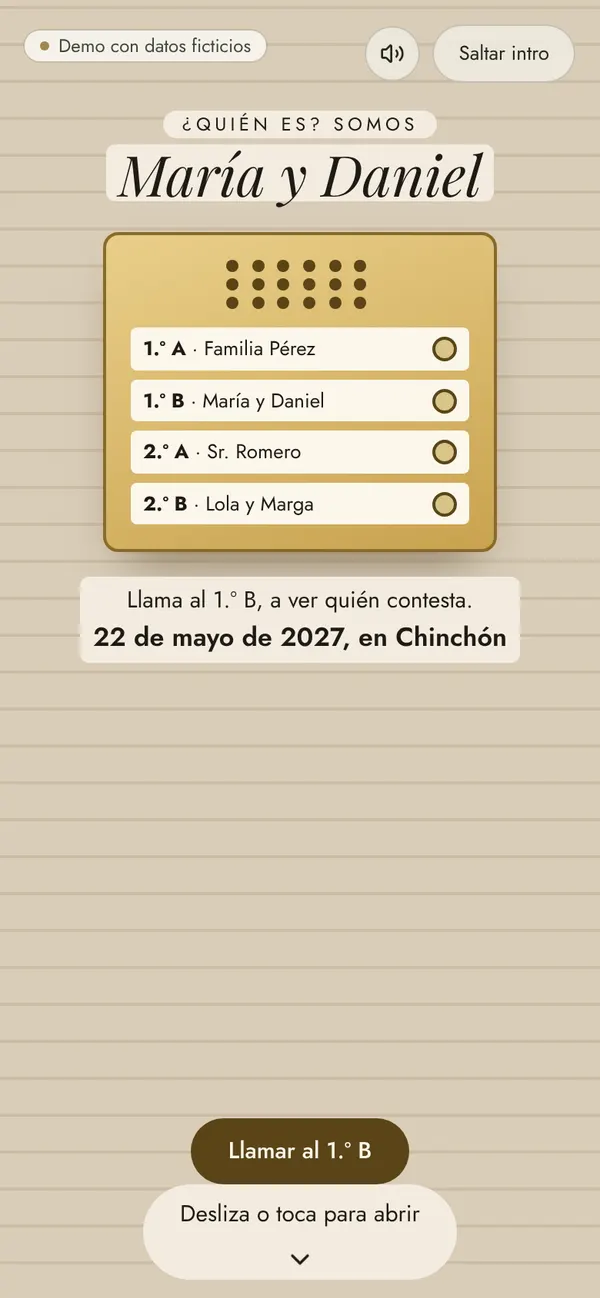 Demo con datos ficticios
Saltar intro
¿QUIÉN ES? SOMOS
María y Daniel
1.° A · Familia Pérez
1.° B · María y Daniel
2.° A · Sr. Romero
2.° B · Lola y Marga
Llama al 1.° B, a ver quién contesta.
22 de mayo de 2027, en Chinchón
Llamar al 1.° B
Desliza o toca para abrir